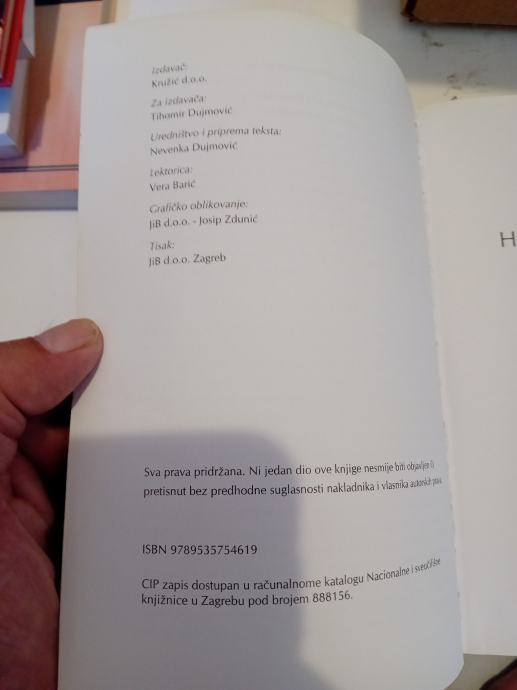 Izdavač:
Kružić d.o.o.
Za izdavača:
Tihomir Dujmović
Uredništvo i priprema teksta:
Nevenka Dujmović
Lektorica:
Vera Barić
Grafičko oblikovanje:
JiB d.o.o. - Josip Zdunić
Tisak:
JiB d.o.o. Zagreb
Sva prava pridržana. Ni jedan dio ove knjige nesmije biti objavljen ili
pretisnut bez predhodne suglasnosti nakladnika i vlasnika autorskih prava.
ISBN 9789535754619
CIP zapis dostupan u računalnome katalogu Nacionalne i sveučilišne
knjižnice u Zagrebu pod brojem 888156.
H